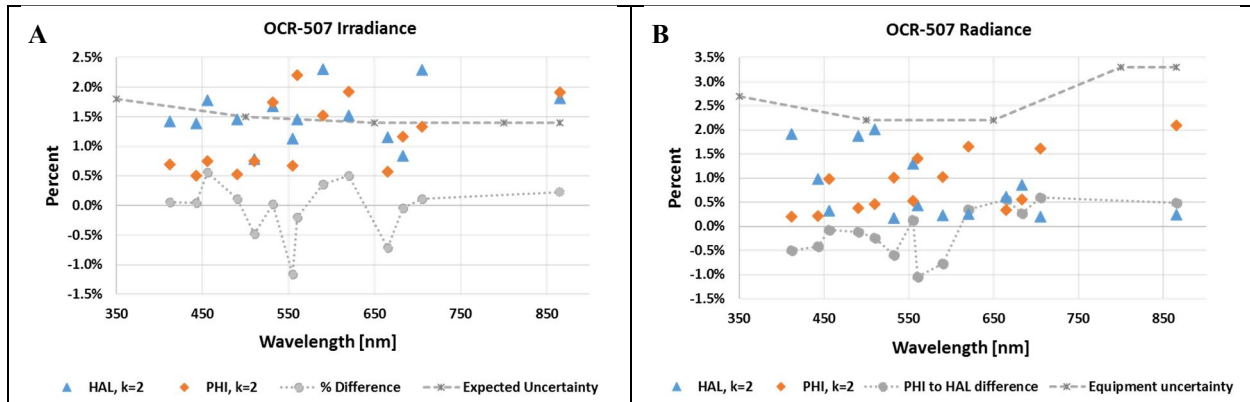 A
OCR-507 Irradiance
2.5%
2.0%
1.5%
1.0%
0.5%
0.0%
-0.5%
-1.0%
-1.5%
Percent
350 450 550 650 750 850
Wavelength [nm]
HAL, k=2 PHI, k=2 % Difference Expected Uncertainty
B
OCR-507 Radiance
3.5%
3.0%
2.5%
2.0%
1.5%
1.0%
0.5%
0.0%
-0.5%
-1.0%
-1.5%
Percent
350 450 550 650 750 850
Wavelength [nm]
HAL, k=2 PHI, k=2 PHI to HAL difference Equipment uncertainty